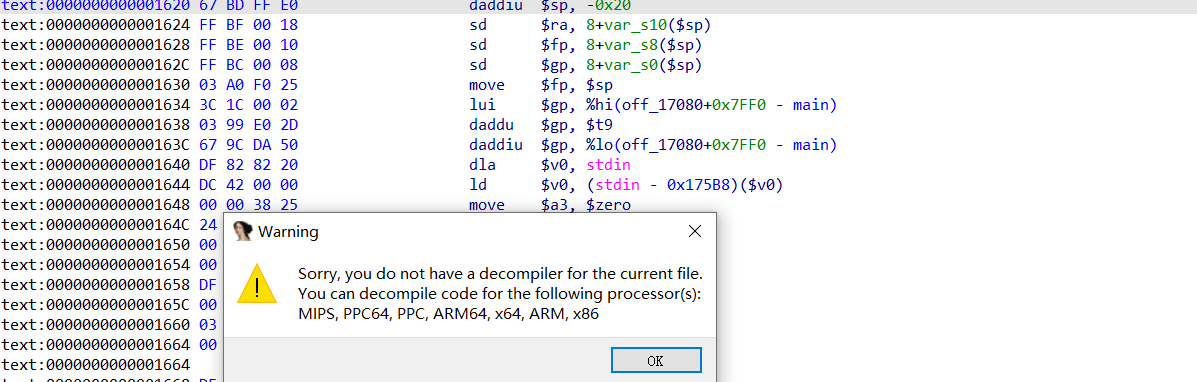 text:0000000000001620 67 BD FF E0 daddiu $sp, -0x20
text:0000000000001624 FF BF 00 18 sd $ra, 8+var_s10($sp)
text:0000000000001628 FF BE 00 10 sd $fp, 8+var_s8($sp)
text:000000000000162C FF BC 00 08 sd $gp, 8+var_s0($sp)
text:0000000000001630 03 A0 F0 25 move $fp, $sp
text:0000000000001634 3C 1C 00 02 lui $gp, %hi(off_17080+0x7FF0 - main)
text:0000000000001638 03 99 E0 2D daddu $gp, $t9
text:000000000000163C 67 9C DA 50 daddiu $gp, %lo(off_17080+0x7FF0 - main)
text:0000000000001640 DF 82 82 20 dla $v0, stdin
text:0000000000001644 DC 42 00 00 ld $v0, (stdin - 0x175B8)($v0)
text:0000000000001648 00 00 38 25 move $a3, $zero
text:000000000000164C 24
text:0000000000001650 00
text:0000000000001654 00
text:0000000000001658 DF
text:000000000000165C 00
text:0000000000001660 03
text:0000000000001664 00
text:0000000000001664
text:0000000000001668 DF
Warning
Sorry, you do not have a decompiler for the current file.
You can decompile code for the following processor(s):
MIPS, PPC64, PPC, ARM64, x64, ARM, x86
OK